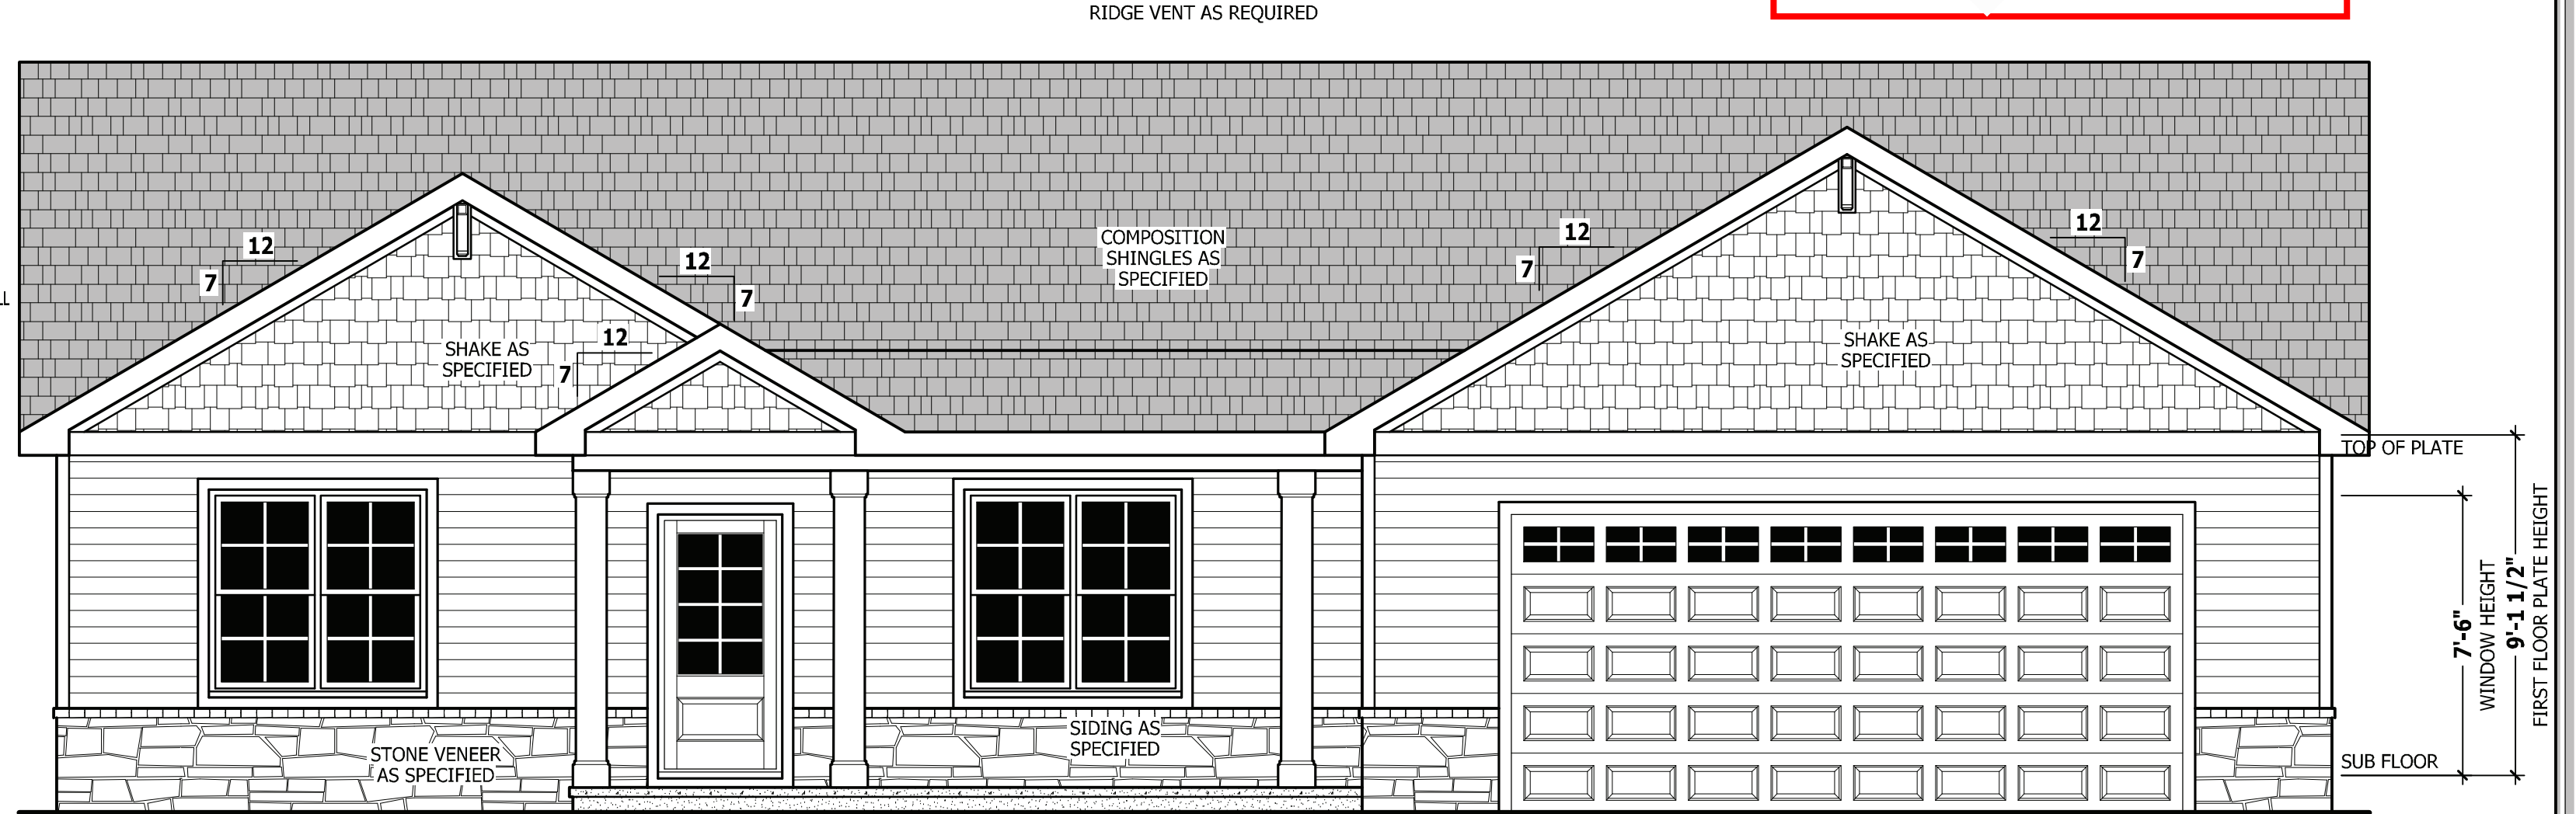 RIDGE VENT AS REQUIRED
12
7
12
7
12
7
12
7
12
7
COMPOSITION
SHINGLES AS
SPECIFIED
SHAKE AS
SPECIFIED
SHAKE AS
SPECIFIED
TOP OF PLATE
SIDING AS
SPECIFIED
STONE VENEER
AS SPECIFIED
SUB FLOOR
7'-6"
WINDOW HEIGHT
9'-1 1/2"
FIRST FLOOR PLATE HEIGHT